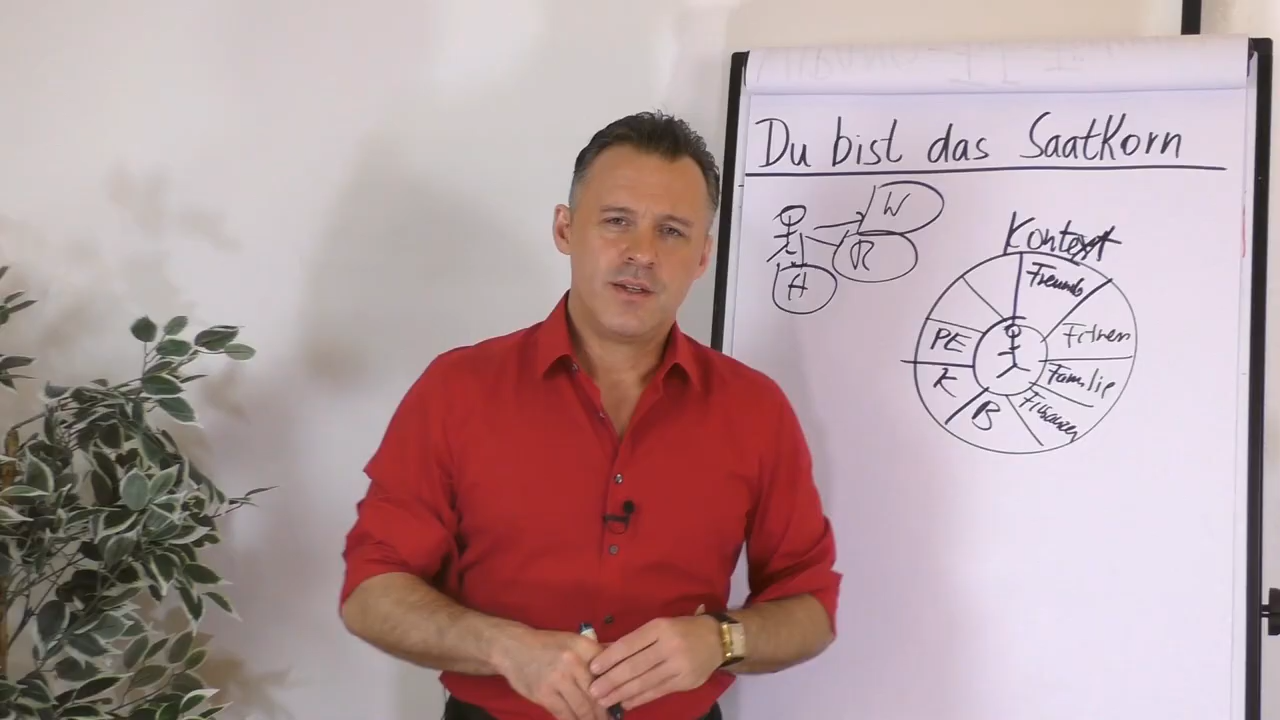 Du bist das SaatKorn
W
R
A
Kontext
Freunde
Fitness
Familie
Finanzen
B
K
PE